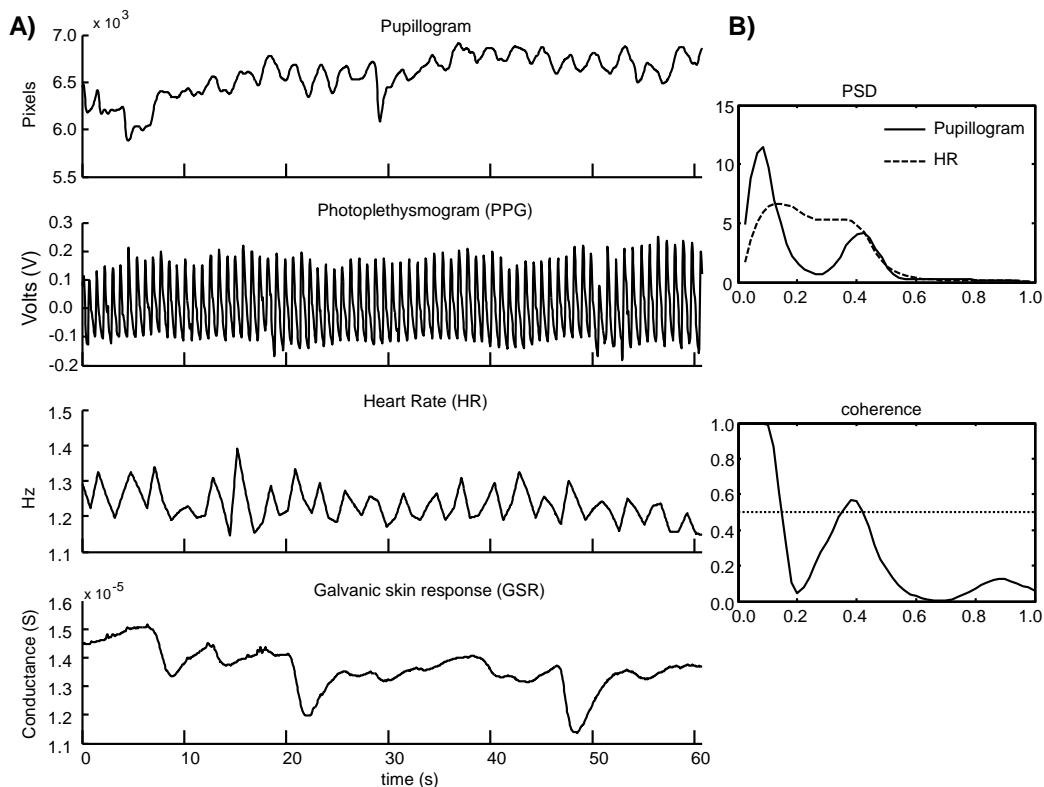 A)
Pupillogram
x 10³
7.0
6.5
6.0
5.5
Pixels
Photoplethysmogram (PPG)
0.3
0.2
0.1
0.0
-0.1
-0.2
Volts (V)
Heart Rate (HR)
1.5
1.4
1.3
1.2
1.1
Hz
Galvanic skin response (GSR)
x 10⁻⁵
1.6
1.5
1.4
1.3
1.2
1.1
Conductance (S)
0 10 20 30 40 50 60
time (s)
B)
PSD
15
10
5
0
Pupillogram
HR
0.0 0.2 0.4 0.6 0.8 1.0
coherence
1.0
0.8
0.6
0.4
0.2
0.0
0.0 0.2 0.4 0.6 0.8 1.0